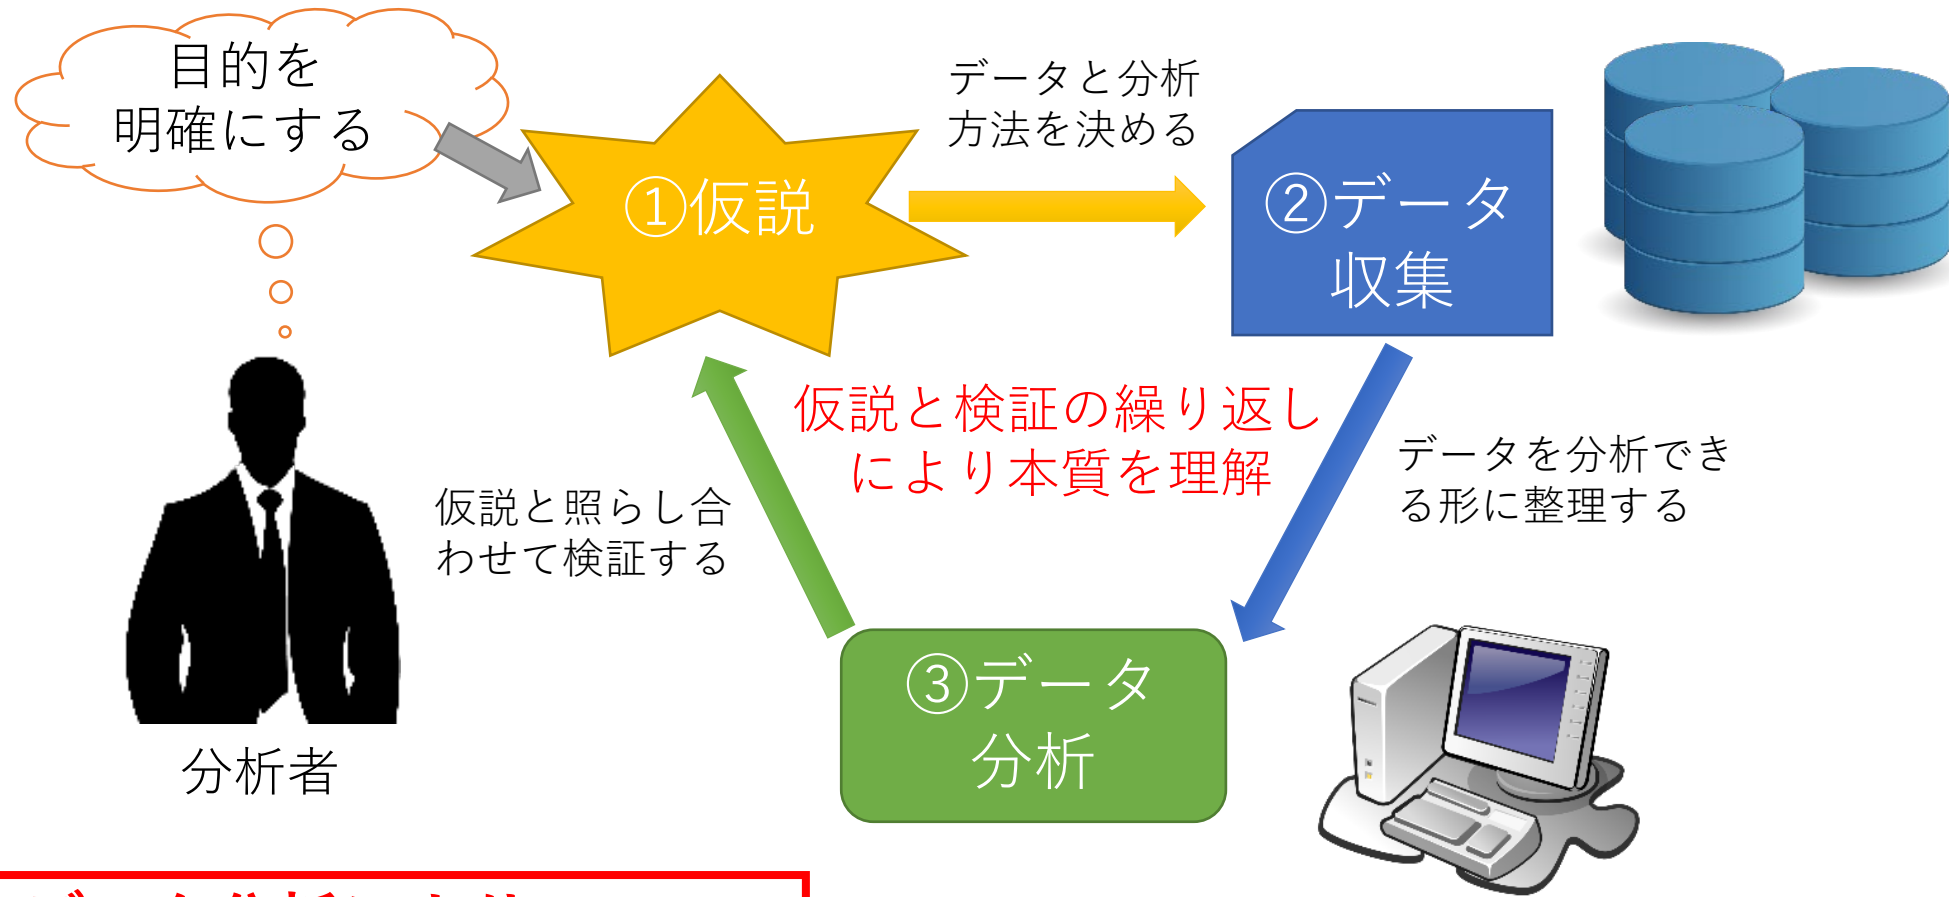 目的を
明確にする
①仮説
データと分析
方法を決める
②データ
収集
仮説と検証の繰り返し
により本質を理解
データを分析でき
る形に整理する
仮説と照らし合
わせて検証する
③データ
分析
分析者